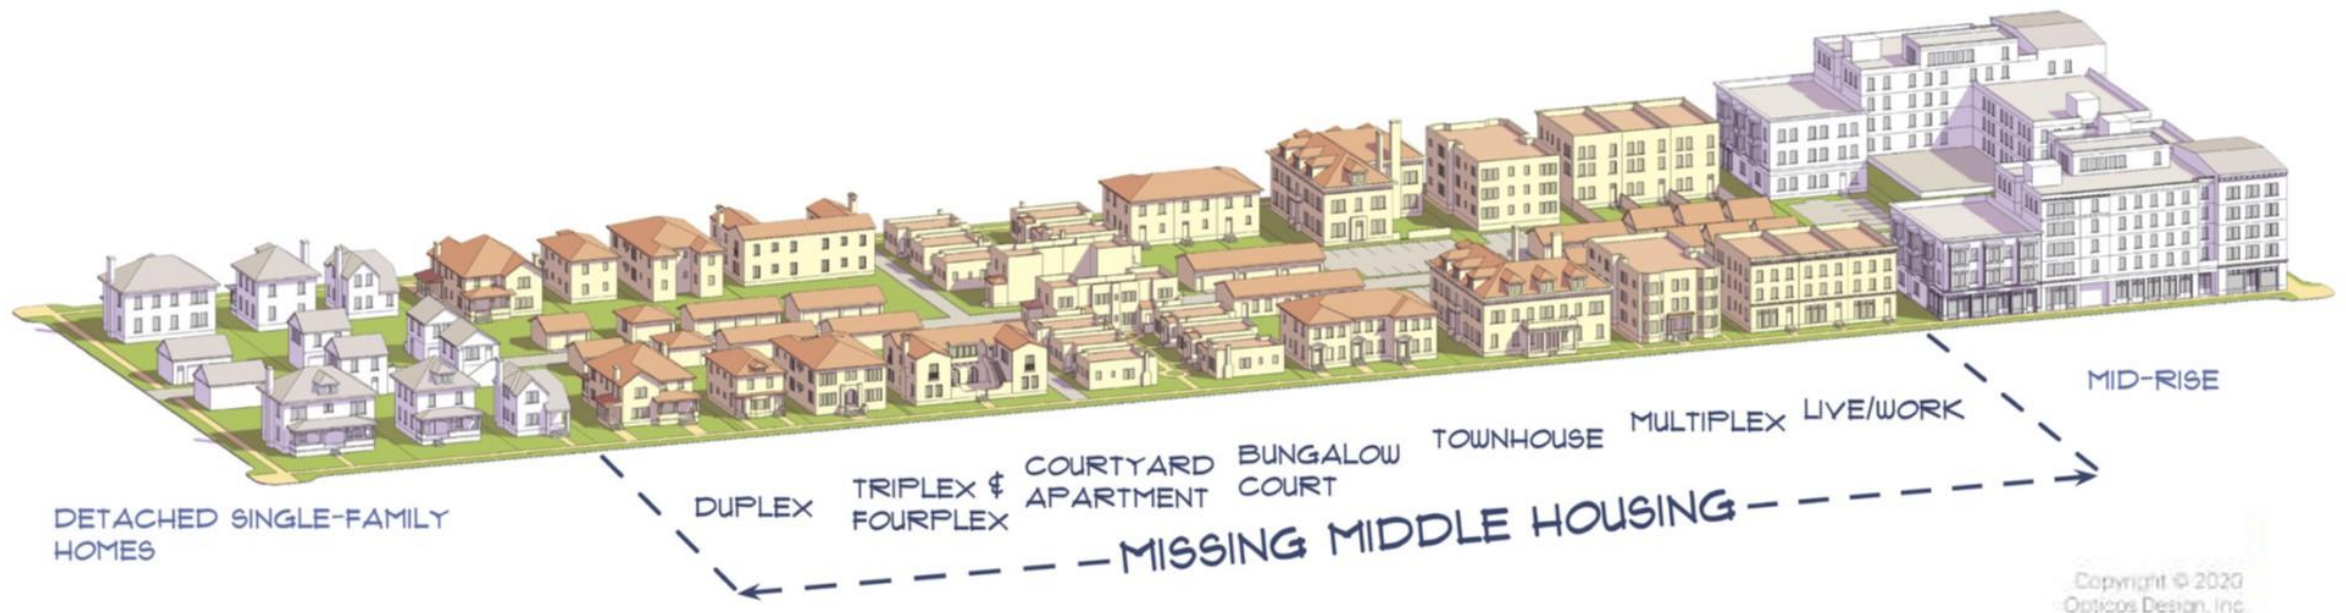 DETACHED SINGLE-FAMILY
HOMES
DUPLEX
TRIPLEX &
FOURPLEX
COURTYARD
APARTMENT
BUNGALOW
COURT
TOWNHOUSE
MULTIPLEX
LIVE/WORK
MID-RISE
MISSING MIDDLE HOUSING
Copyright © 2020
Opticos Design, Inc.